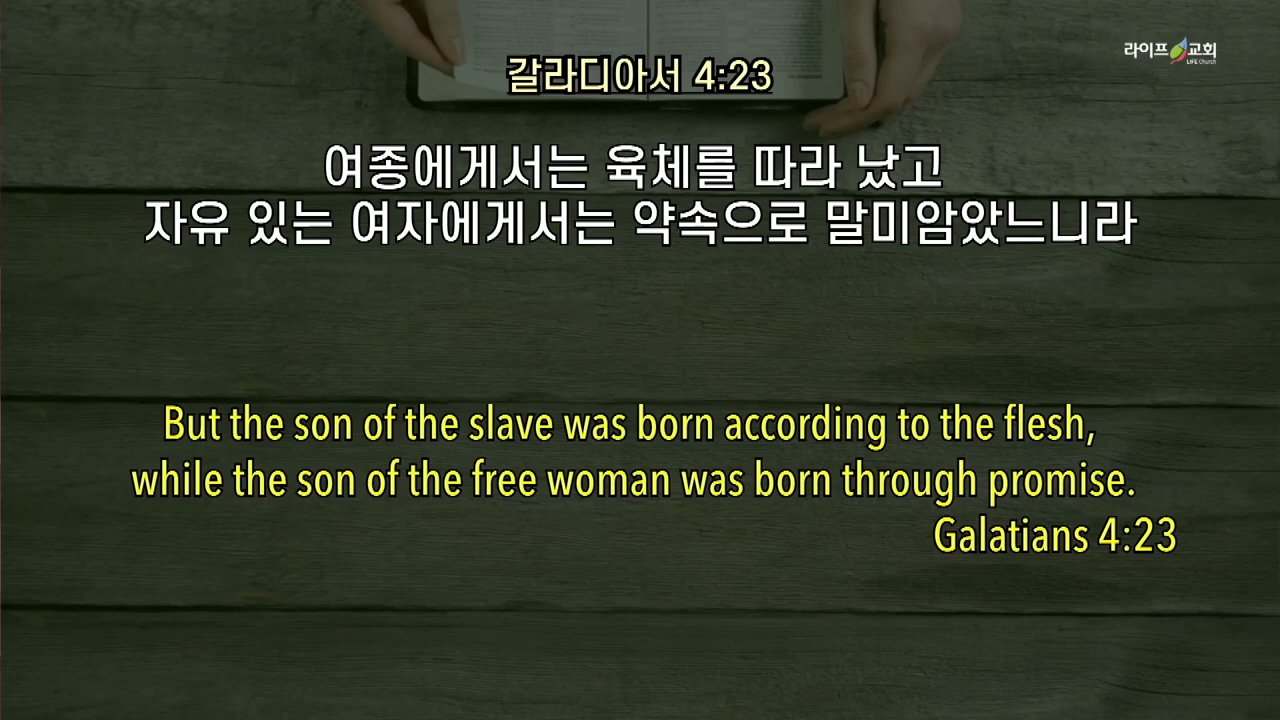 라이프 교회
LIFE Church
갈라디아서 4:23
여종에게서는 육체를 따라 났고
자유 있는 여자에게서는 약속으로 말미암았느니라
But the son of the slave was born according to the flesh,
while the son of the free woman was born through promise.
Galatians 4:23